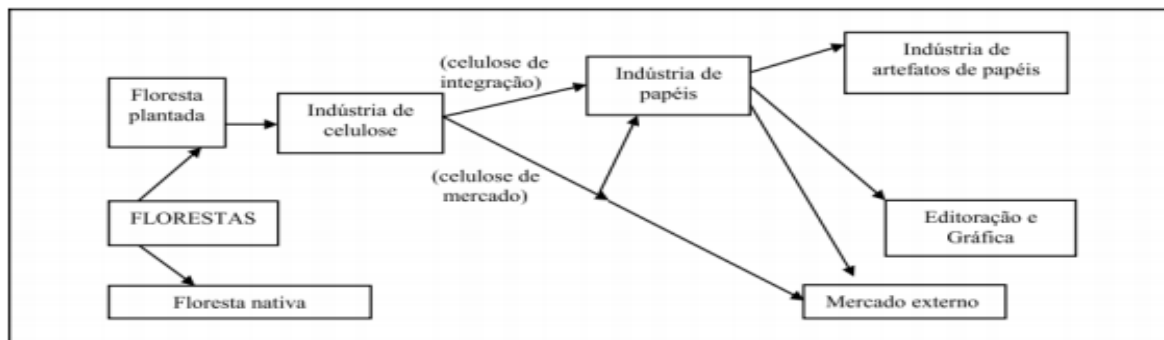 Floresta
plantada
Indústria de
celulose
(celulose de
integração)
(celulose de
mercado)
Indústria de
papéis
Indústria de
artefatos de papéis
FLORESTAS
Floresta nativa
Editoração e
Gráfica
Mercado externo